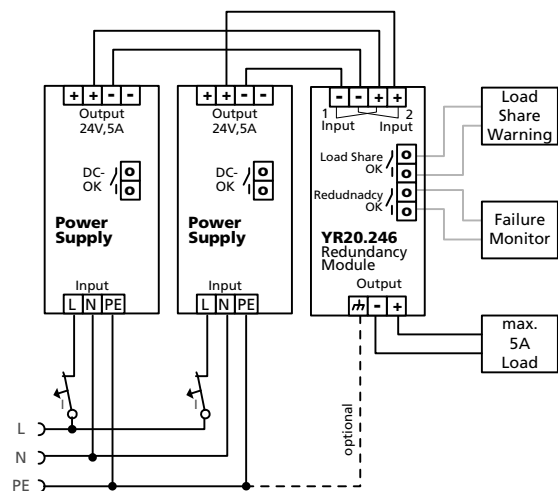 + + - -
Output
24V,5A
DC-
OK
Power
Supply
Input
L N PE
I
+ + - -
Output
24V,5A
DC-
OK
Power
Supply
Input
L N PE
I
- - + +
1 2
Input Input
Load Share
OK
Redudnadcy
OK
YR20.246
Redundancy
Module
Output
- +
Load
Share
Warning
Failure
Monitor
max.
5A
Load
optional
L
N
PE